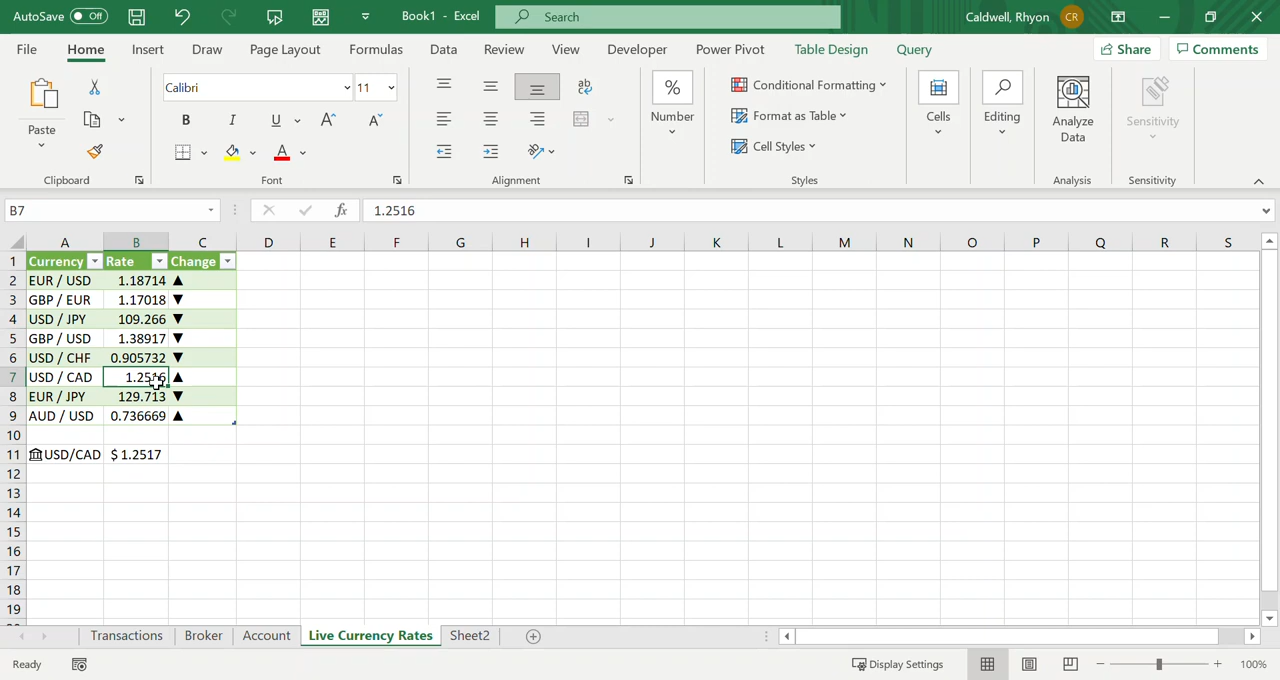 AutoSave Off Book1 - Excel Search Caldwell, Rhyon CR
File Home Insert Draw Page Layout Formulas Data Review View Developer Power Pivot Table Design Query Share Comments
Paste
Clipboard
Calibri 11
B I U A A
A
Font
ab
Alignment
%
Number
Conditional Formatting
Format as Table
Cell Styles
Styles
Cells
Editing
Analyze
Data
Analysis
Sensitivity
Sensitivity
B7 fx 1.2516
A B C D E F G H I J K L M N O P Q R S
1 Currency Rate Change
2 EUR / USD 1.18714 ▲
3 GBP / EUR 1.17018 ▼
4 USD / JPY 109.266 ▼
5 GBP / USD 1.38917 ▼
6 USD / CHF 0.905732 ▼
7 USD / CAD 1.2516 ▲
8 EUR / JPY 129.713 ▼
9 AUD / USD 0.736669 ▲
10
11 USD/CAD $ 1.2517
12
13
14
15
16
17
18
19
Transactions Broker Account Live Currency Rates Sheet2
Ready Display Settings 100%